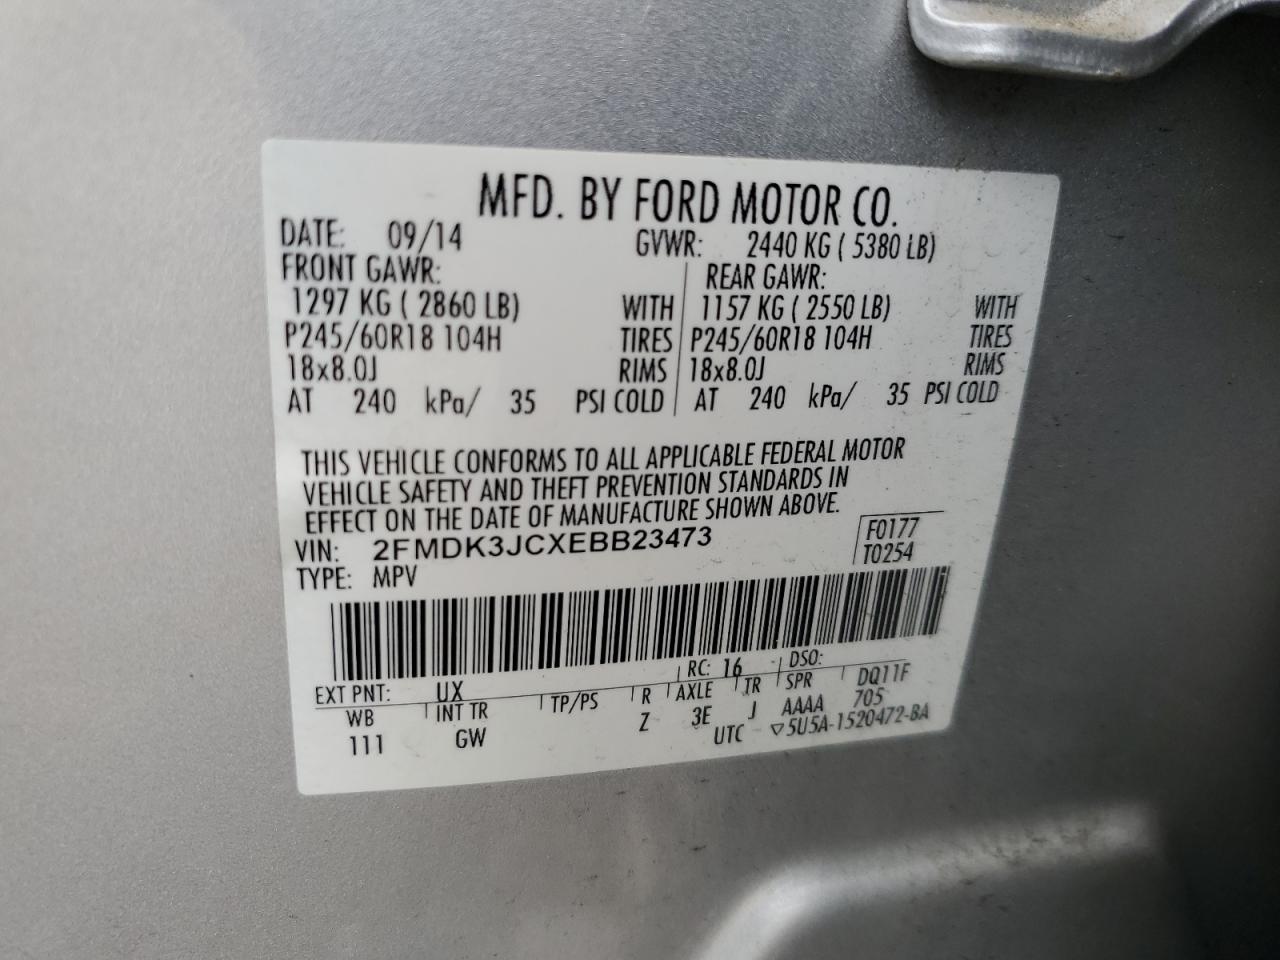 MFD. BY FORD MOTOR CO.
DATE: 09/14 GVWR: 2440 KG ( 5380 LB)
FRONT GAWR: REAR GAWR:
1297 KG ( 2860 LB) WITH 1157 KG ( 2550 LB) WITH
P245/60R18 104H TIRES P245/60R18 104H TIRES
18x8.0J RIMS 18x8.0J RIMS
AT 240 kPa/ 35 PSI COLD AT 240 kPa/ 35 PSI COLD
THIS VEHICLE CONFORMS TO ALL APPLICABLE FEDERAL MOTOR
VEHICLE SAFETY AND THEFT PREVENTION STANDARDS IN
EFFECT ON THE DATE OF MANUFACTURE SHOWN ABOVE.
VIN: 2FMDK3JCXEBB23473 F0177
TYPE: MPV T0254
EXT PNT: UX RC: 16 DSO:
WB INT TR TP/PS R AXLE TR SPR DQ11F
111 GW Z 3E J AAAA 705
UTC ▽5U5A-1520472-BA